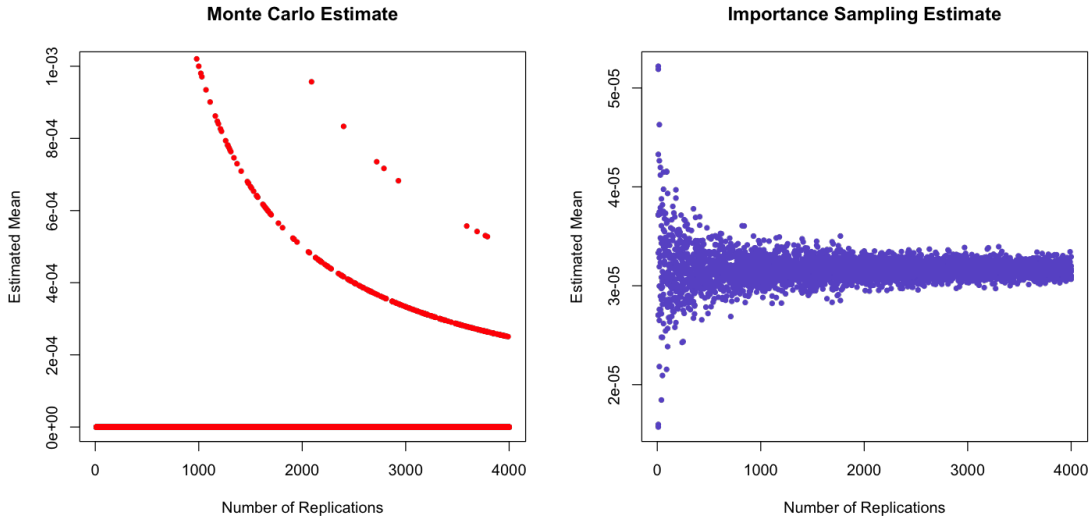 Monte Carlo Estimate
Estimated Mean
1e-03
8e-04
6e-04
4e-04
2e-04
0e+00
0 1000 2000 3000 4000
Number of Replications
Importance Sampling Estimate
Estimated Mean
5e-05
4e-05
3e-05
2e-05
0 1000 2000 3000 4000
Number of Replications